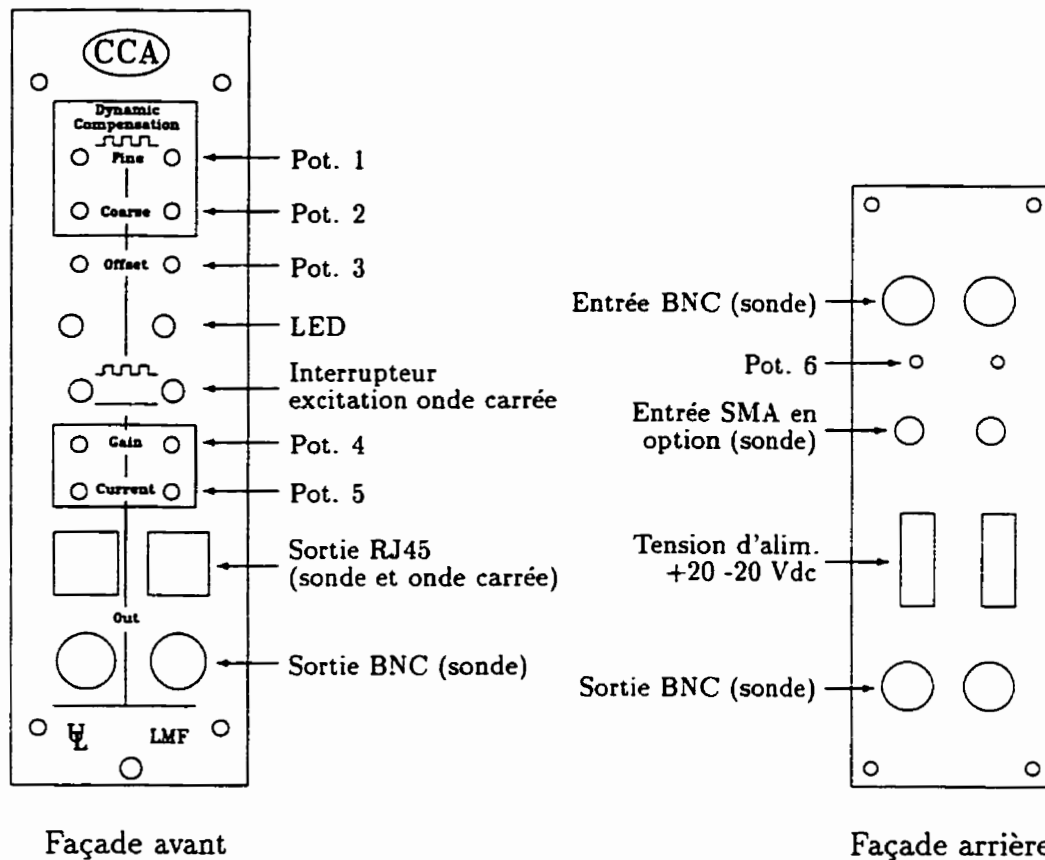 CCA
Dynamic
Compensation
Fine
Pot. 1
Coarse
Pot. 2
Offset
Pot. 3
LED
Interrupteur
excitation onde carrée
Gain
Pot. 4
Current
Pot. 5
Sortie RJ45
(sonde et onde carrée)
Out
Sortie BNC (sonde)
UL
LMF
Façade avant
Entrée BNC (sonde)
Pot. 6
Entrée SMA en
option (sonde)
Tension d'alim.
+20 -20 Vdc
Sortie BNC (sonde)
Façade arrière